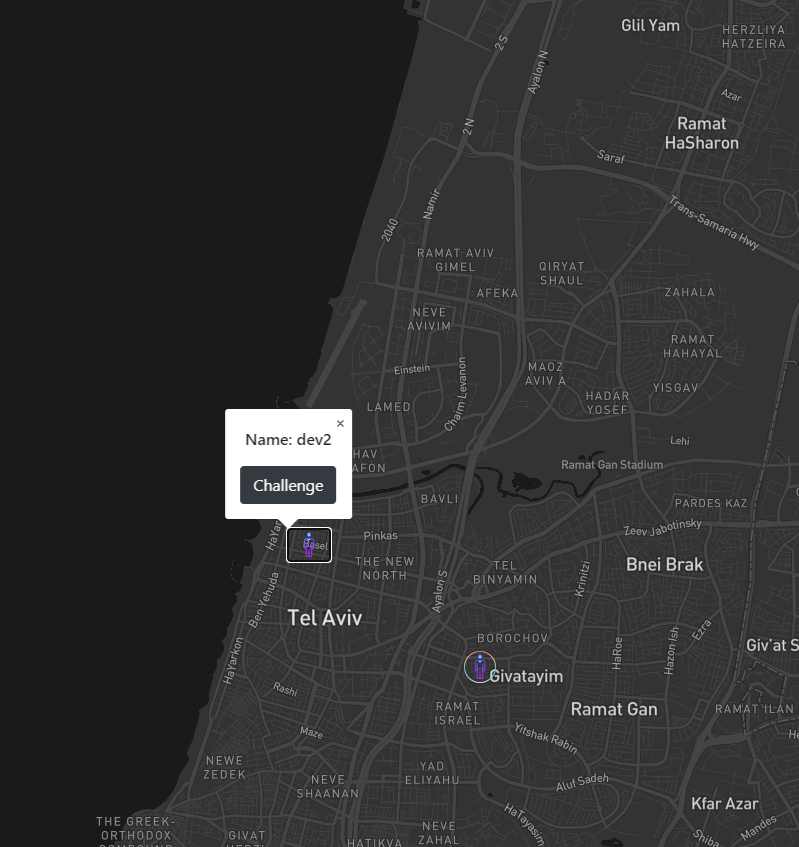 Glil Yam
HERZLIYA
HATZEIRA
2 S
Ayalon N
Azar
2 N
Ramat
HaSharon
Saraf
Namir
Trans-Samaria Hwy
2040
RAMAT AVIV
GIMEL
QIRYAT
SHAUL
AFEKA
ZAHALA
NEVE
AVIVIM
RAMAT
HAHAYAL
Einstein
MAOZ
AVIV A
YISGAV
Chaim Levanon
HADAR
YOSEF
LAMED
×
Name: dev2
Lehi
HAV
AFON
Ramat Gan Stadium
Challenge
BAVLI
PARDES KAZ
HaYar
Pinkas
Zeev Jabotinsky
THE NEW
NORTH
TEL
BINYAMIN
Krinitzi
Bnei Brak
Ayalon S
Ben Yehuda
Tel Aviv
BOROCHOV
HaRoe
Hazon Ish
Ezra
Giv'at S
HaYarkon
Givatayim
Rashi
RAMAT
ISRAEL
Ramat Gan
RAMAT ILAN
Maze
Yitshak Rabin
He
NEWE
ZEDEK
NEVE
SHAANAN
YAD
ELIYAHU
Aluf Sadeh
Kfar Azar
THE GREEK-
ORTHODOX
GIVAT
HATIKVA
NEVE
ZAHAL
HaTayasim
Shiba
Mandes